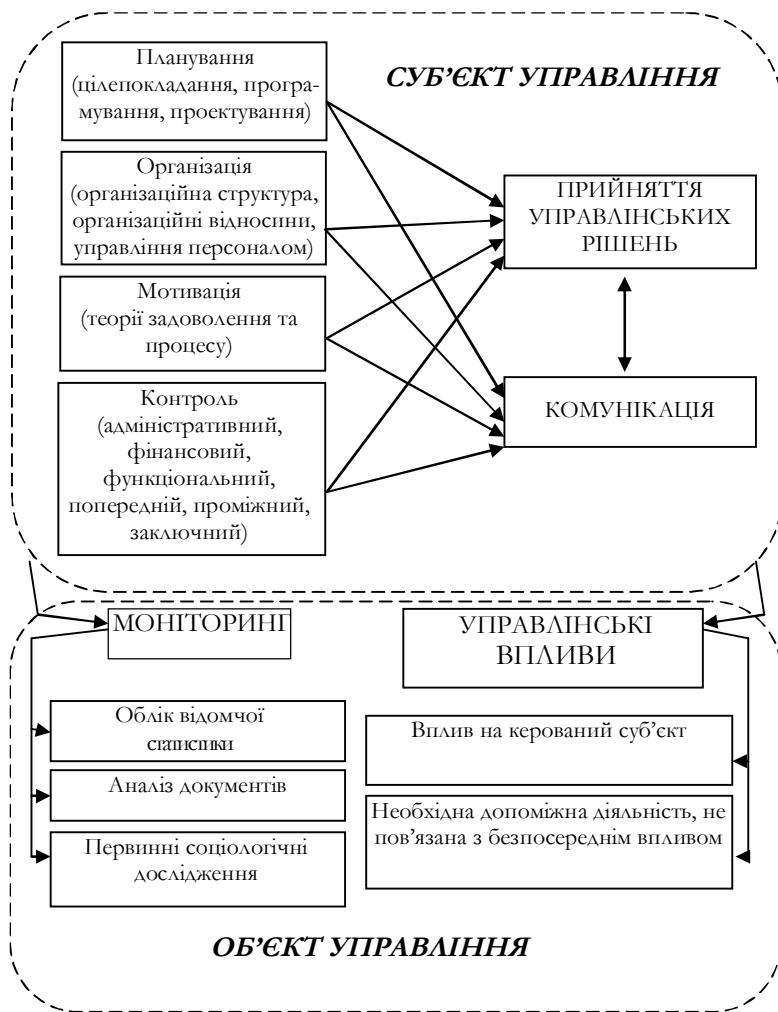 Планування
(цілепокладання, програ-
мування, проектування)
СУБ’ЄКТ УПРАВЛІННЯ
Організація
(організаційна структура,
організаційні відносини,
управління персоналом)
ПРИЙНЯТТЯ
УПРАВЛІНСЬКИХ
РІШЕНЬ
Мотивація
(теорії задоволення та
процесу)
Контроль
(адміністративний,
фінансовий,
функціональний,
попередній, проміжний,
заключний)
КОМУНІКАЦІЯ
МОНІТОРИНІ
УПРАВЛІНСЬКІ
ВПЛИВИ
Облік відомчої
статистики
Аналіз документів
Первинні соціологічні
дослідження
Вплив на керований суб’єкт
Необхідна допоміжна діяльність, не
пов’язана з безпосереднім впливом
ОБ’ЄКТ УПРАВЛІННЯ